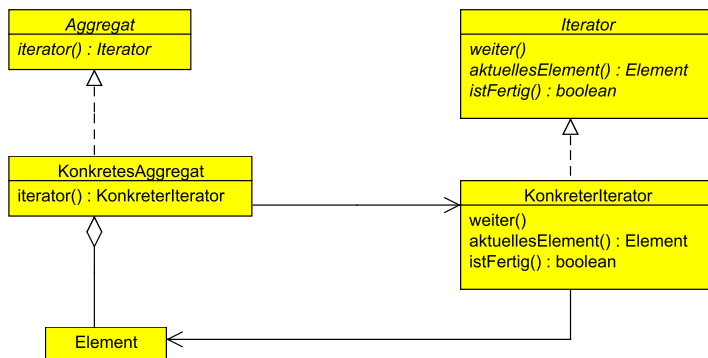 Aggregat
iterator() : Iterator
Iterator
weiter()
aktuellesElement() : Element
istFertig() : boolean
KonkretesAggregat
iterator() : KonkreterIterator
KonkreterIterator
weiter()
aktuellesElement() : Element
istFertig() : boolean
Element